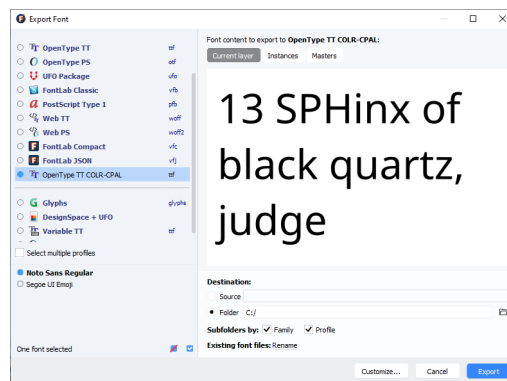 Export Font
OpenType TT ttf
OpenType PS otf
UFO Package ufo
FontLab Classic vfb
PostScript Type 1 pfb
Web TT woff
Web PS woff2
FontLab Compact vfc
FontLab JSON vfj
OpenType TT COLR-CPAL ttf
Glyphs glyphs
DesignSpace + UFO
Variable TT ttf
Select multiple profiles
Noto Sans Regular
Segoe UI Emoji
One font selected
Font content to export to OpenType TT COLR-CPAL:
Current layer Instances Masters
13 SPHinx of
black quartz,
judge
Destination:
Source
Folder C:/
Subfolders by: Family Profile
Existing font files: Rename
Customize... Cancel Export